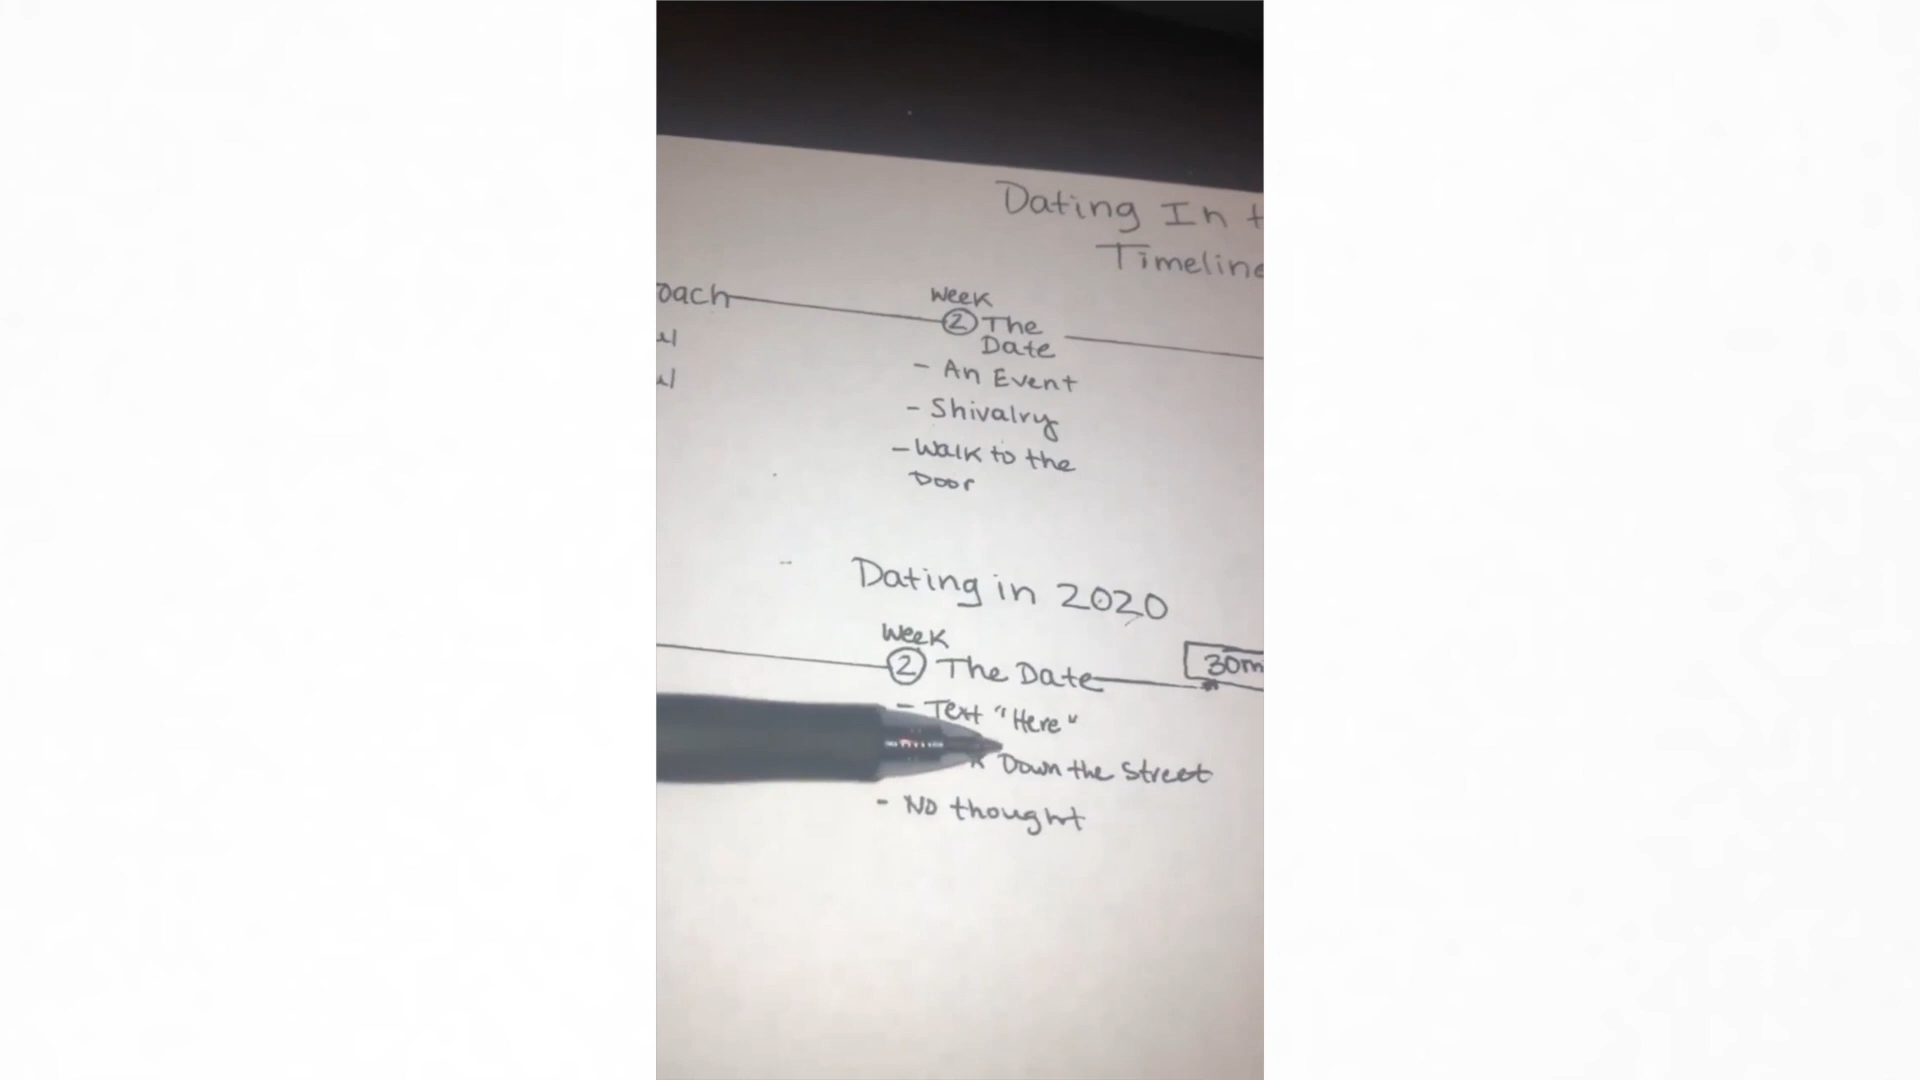 Dating In t
Timeline
oach
Week
② The
Date
- An Event
- Shivalry
- Walk to the
Door
Dating in 2020
Week
② The Date
30m
- Text "Here"
Down the Street
- No thought